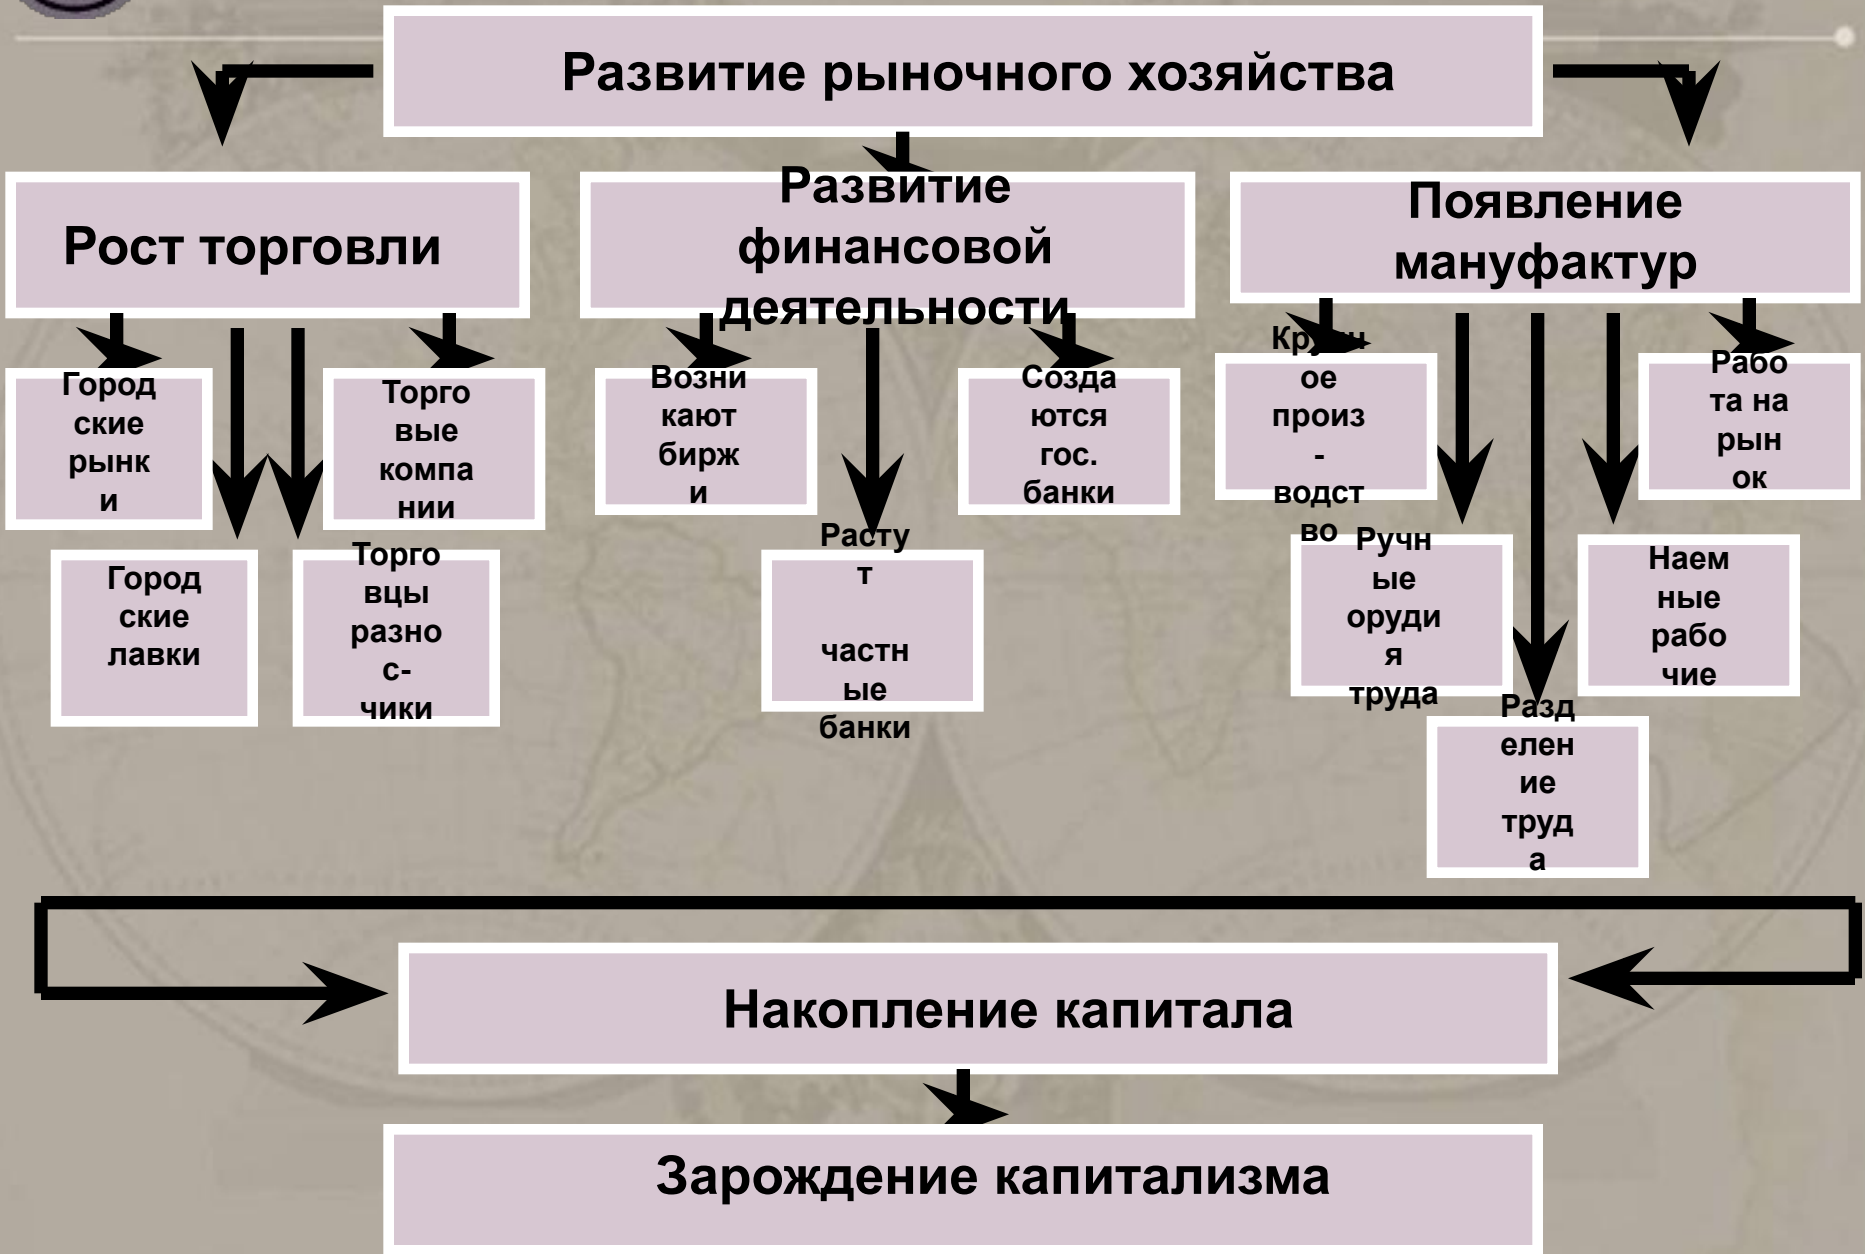 Развитие рыночного хозяйства
Рост торговли
Развитие
финансовой
деятельности
Появление
мануфактур
Город
ские
рынк
и
Торго
вые
компа
нии
Город
ские
лавки
Торго
вцы
разно
с-
чики
Возни
кают
бирж
и
Расту
т
частн
ые
банки
Созда
ются
гос.
банки
Крупн
ое
произ
-
водст
во
Ручн
ые
оруди
я
труда
Разд
елен
ие
труд
а
Наем
ные
рабо
чие
Рабо
та на
рын
ок
Накопление капитала
Зарождение капитализма